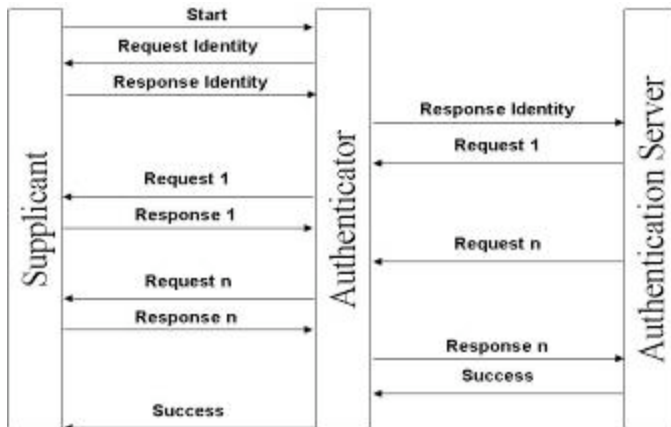 Start
Request Identity
Response Identity
Response Identity
Request 1
Request 1
Response 1
Request n
Request n
Response n
Response n
Success
Success
Supplicant
Authenticator
Authentication Server